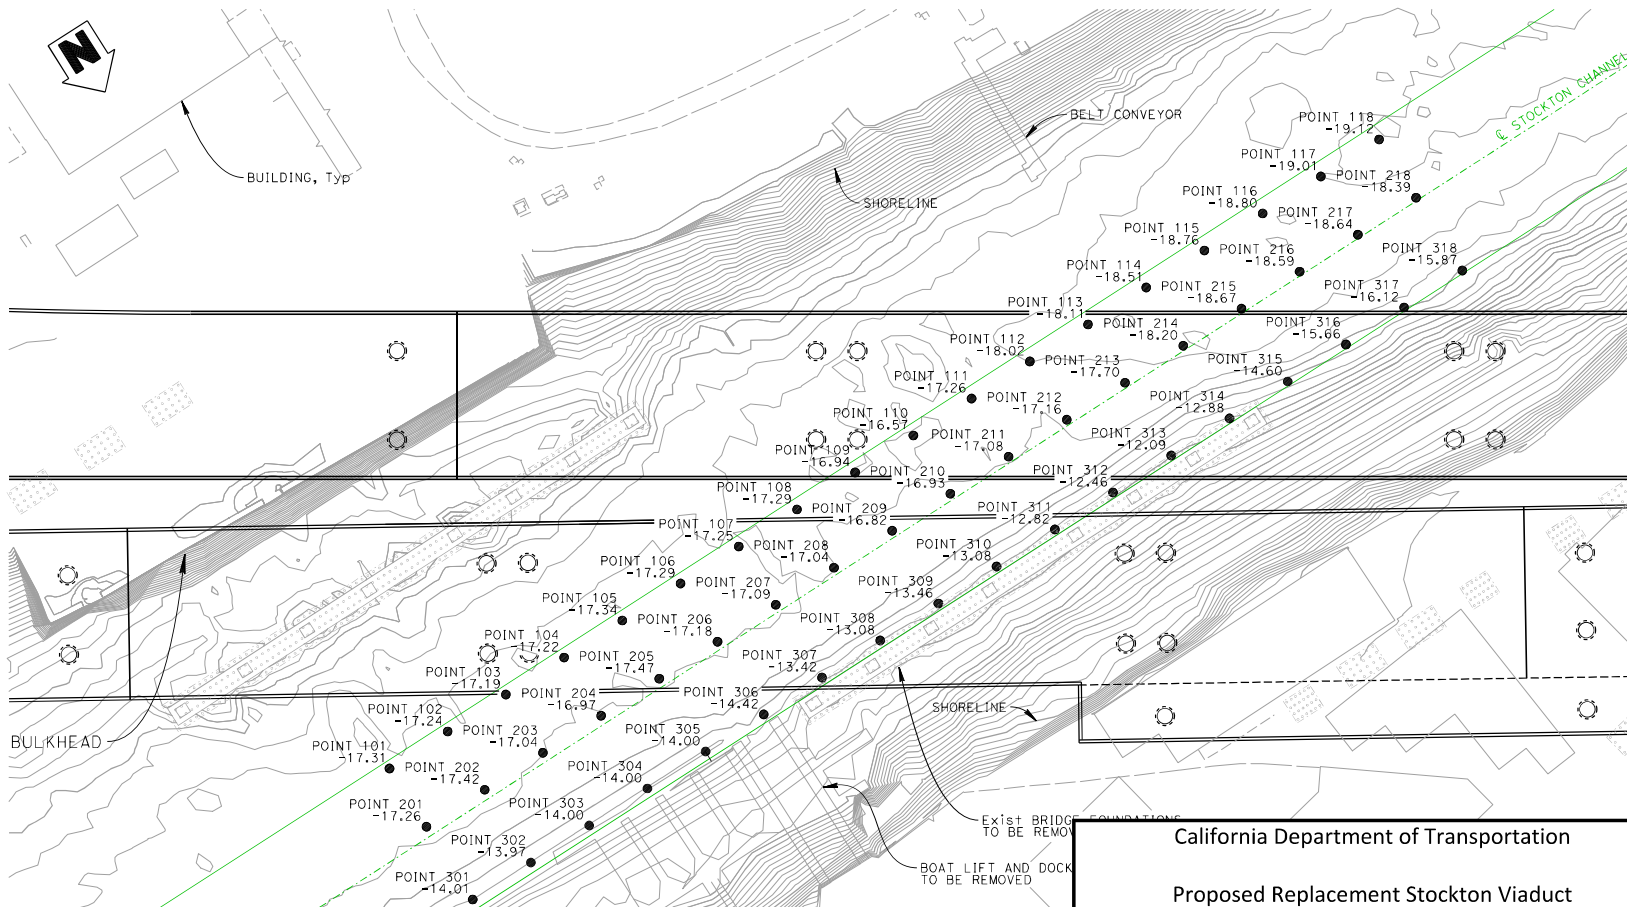 N
BUILDING, Typ
BELT CONVEYOR
SHORELINE
℄ STOCKTON CHANNEL
POINT 118
-19.12
POINT 117
-19.01
POINT 218
-18.39
POINT 116
-18.80
POINT 217
-18.64
POINT 115
-18.76
POINT 216
-18.59
POINT 318
-15.87
POINT 114
-18.51
POINT 215
-18.67
POINT 317
-16.12
POINT 113
-18.11
POINT 214
-18.20
POINT 316
-15.66
POINT 112
-18.02
POINT 213
-17.70
POINT 315
-14.60
POINT 111
-17.26
POINT 212
-17.16
POINT 314
-12.88
POINT 110
-16.57
POINT 211
-17.08
POINT 313
-12.09
POINT 109
-16.94
POINT 210
-16.93
POINT 312
-12.46
POINT 108
-17.29
POINT 209
-16.82
POINT 311
-12.82
POINT 107
-17.25
POINT 208
-17.04
POINT 310
-13.08
POINT 106
-17.29
POINT 207
-17.09
POINT 309
-13.46
POINT 105
-17.34
POINT 206
-17.18
POINT 308
-13.08
POINT 104
-17.22
POINT 205
-17.47
POINT 307
-13.42
POINT 103
-17.19
POINT 204
-16.97
POINT 306
-14.42
POINT 102
-17.24
POINT 203
-17.04
POINT 305
-14.00
POINT 101
-17.31
POINT 202
-17.42
POINT 304
-14.00
POINT 201
-17.26
POINT 303
-14.00
POINT 302
-13.97
POINT 301
-14.01
BULKHEAD
SHORELINE
Exist BRIDGE FOUNDATIONS
TO BE REMOV
BOAT LIFT AND DOCK
TO BE REMOVED
California Department of Transportation
Proposed Replacement Stockton Viaduct